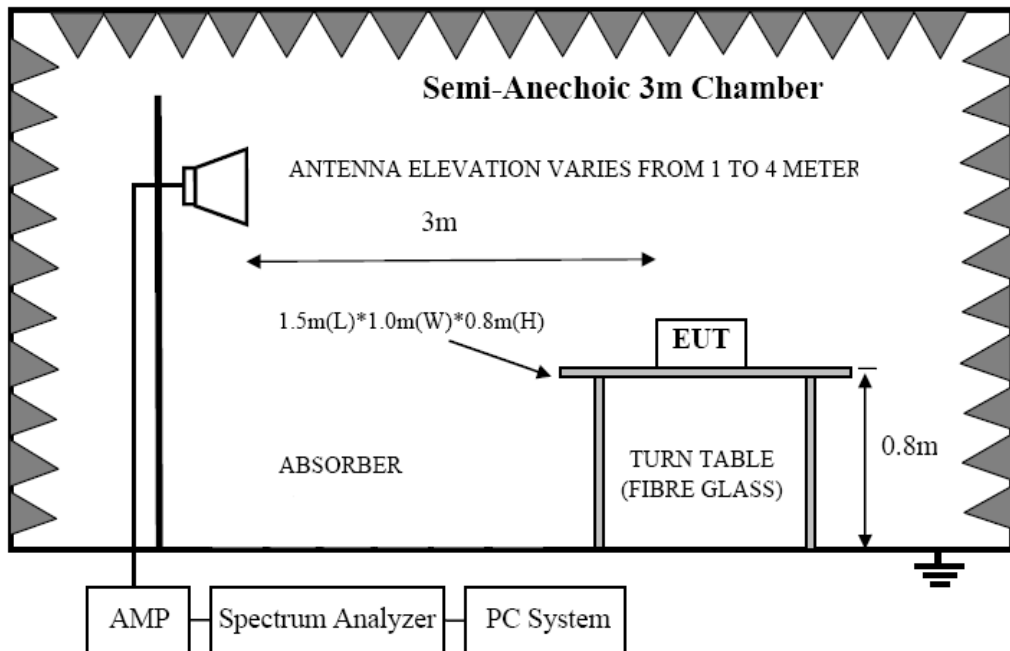 Semi-Anechoic 3m Chamber
ANTENNA ELEVATION VARIES FROM 1 TO 4 METER
3m
1.5m(L)*1.0m(W)*0.8m(H)
EUT
0.8m
ABSORBER
TURN TABLE
(FIBRE GLASS)
AMP
Spectrum Analyzer
PC System